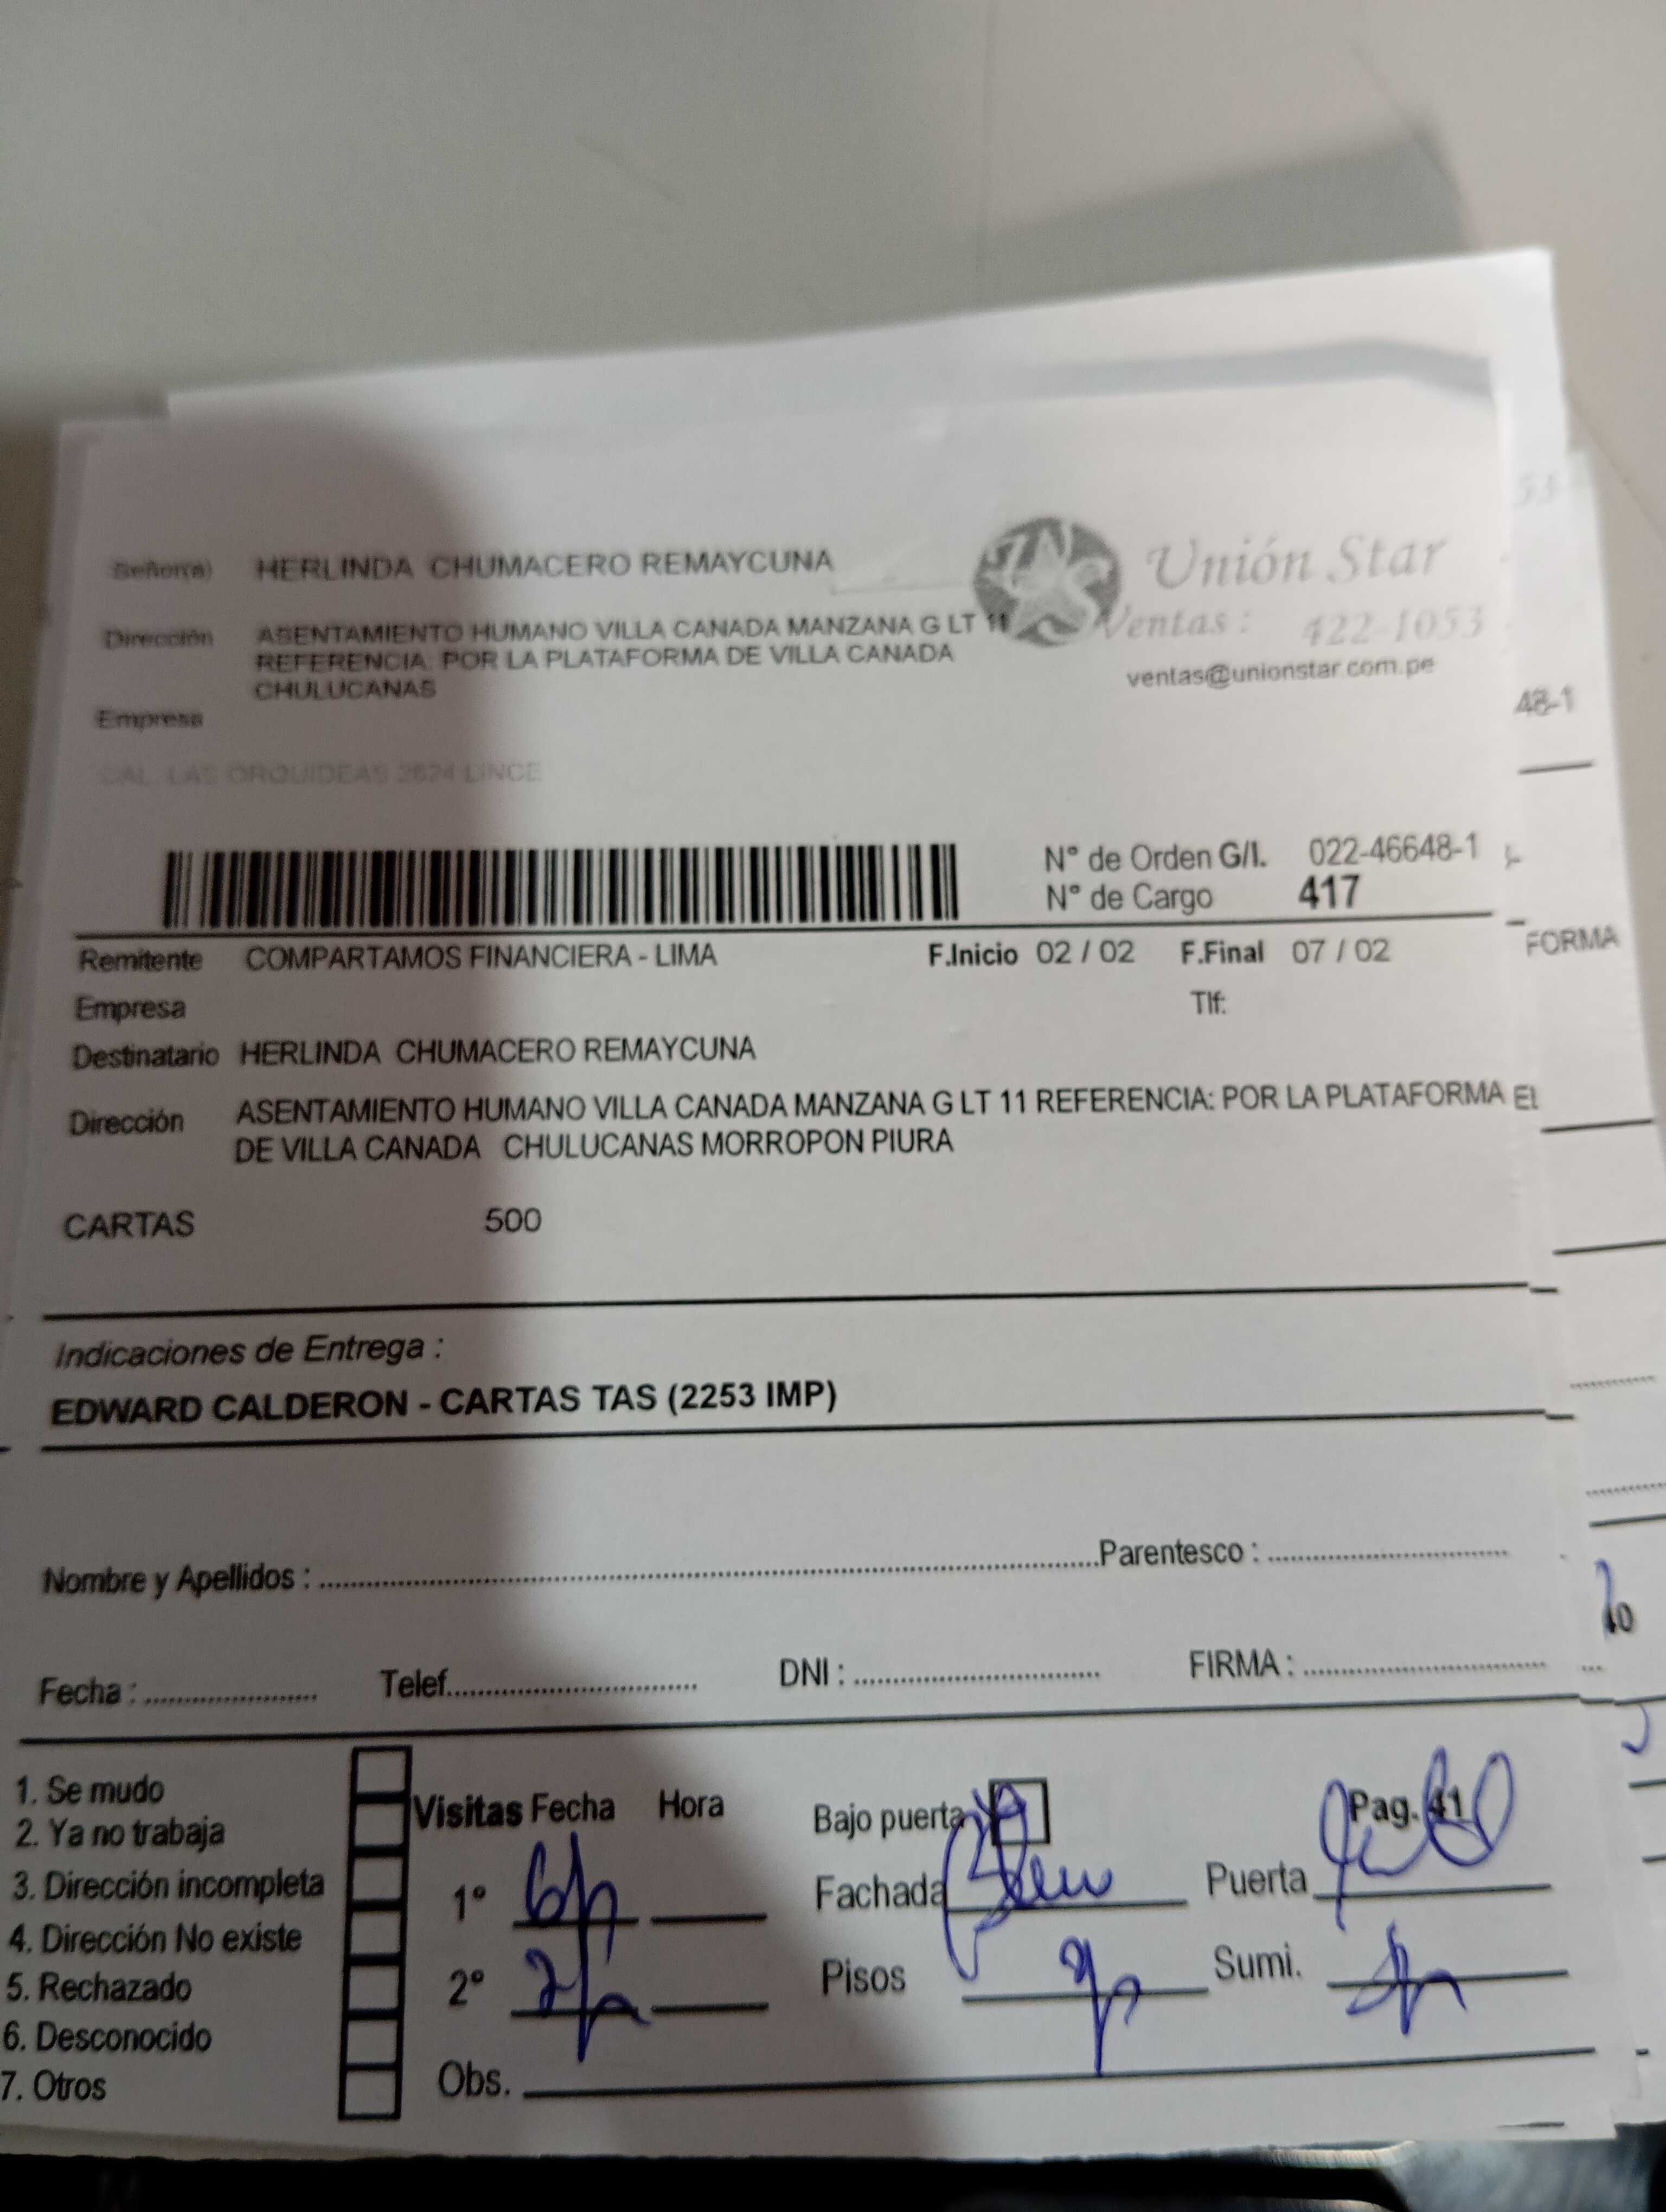 Señor(a) HERLINDA CHUMACERO REMAYCUNA
Unión Star
Dirección ASENTAMIENTO HUMANO VILLA CANADA MANZANA G LT 11
Ventas : 422-1053
REFERENCIA: POR LA PLATAFORMA DE VILLA CANADA
ventas@unionstar.com.pe
CHULUCANAS
48-1
Empresa
CAL. LAS ORQUIDEAS 2624 LINCE
N° de Orden G/I. 022-46648-1
N° de Cargo 417
Remitente COMPARTAMOS FINANCIERA - LIMA F.Inicio 02 / 02 F.Final 07 / 02
FORMA
Empresa Tlf:
Destinatario HERLINDA CHUMACERO REMAYCUNA
Dirección ASENTAMIENTO HUMANO VILLA CANADA MANZANA G LT 11 REFERENCIA: POR LA PLATAFORMA
DE VILLA CANADA CHULUCANAS MORROPON PIURA
CARTAS 500
Indicaciones de Entrega :
EDWARD CALDERON - CARTAS TAS (2253 IMP)
Nombre y Apellidos : Parentesco :
Fecha : Telef. DNI : FIRMA :
1. Se mudo
2. Ya no trabaja
3. Dirección incompleta
4. Dirección No existe
5. Rechazado
6. Desconocido
7. Otros
Visitas Fecha Hora
1°
2°
Obs.
Bajo puerta Pag. 41
Fachada Puerta
Pisos Sumi.